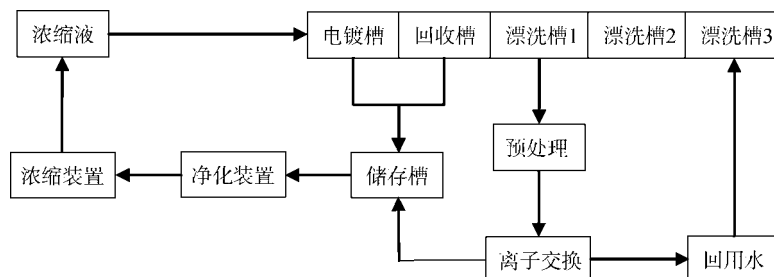 浓缩液
电镀槽
回收槽
漂洗槽1
漂洗槽2
漂洗槽3
预处理
浓缩装置
净化装置
储存槽
离子交换
回用水